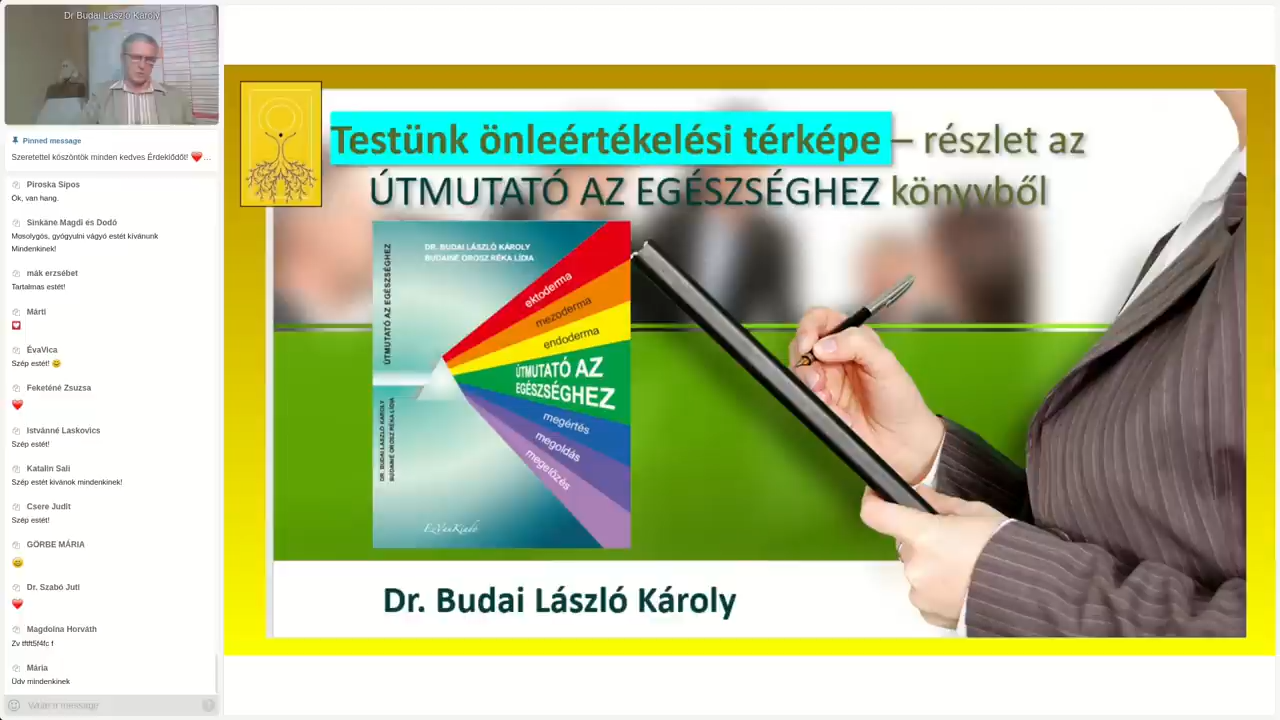 Dr Budai László Károly
Pinned message
Szeretettel köszöntök minden kedves Érdeklődőt! ❤️...
Piroska Sipos
Ok, van hang.
Sinkáné Magdi és Dodó
Mosolygós, gyógyulni vágyó estét kívánunk
Mindenkinek!
mák erzsébet
Tartalmas estét!
Márti
💟
ÉvaVica
Szép estét! 😊
Feketéné Zsuzsa
❤️
Istvánné Laskovics
Szép estét!
Katalin Sali
Szép estét kívánok mindenkinek!
Csere Judit
Szép estét!
GÖRBE MÁRIA
😊
Dr. Szabó Juti
❤️
Magdolna Horváth
Zv tftft5f4fc f
Mária
Üdv mindenkinek
Write a message
?
Testünk önleértékelési térképe – részlet az
ÚTMUTATÓ AZ EGÉSZSÉGHEZ könyvből
DR. BUDAI LÁSZLÓ KÁROLY
BUDAINÉ OROSZ RÉKA LÍDIA
ÚTMUTATÓ AZ EGÉSZSÉGHEZ
DR. BUDAI LÁSZLÓ KÁROLY
BUDAINÉ OROSZ RÉKA LÍDIA
ektoderma
mezoderma
endoderma
ÚTMUTATÓ AZ
EGÉSZSÉGHEZ
megértés
megoldás
megelőzés
EzVanKiadó
Dr. Budai László Károly